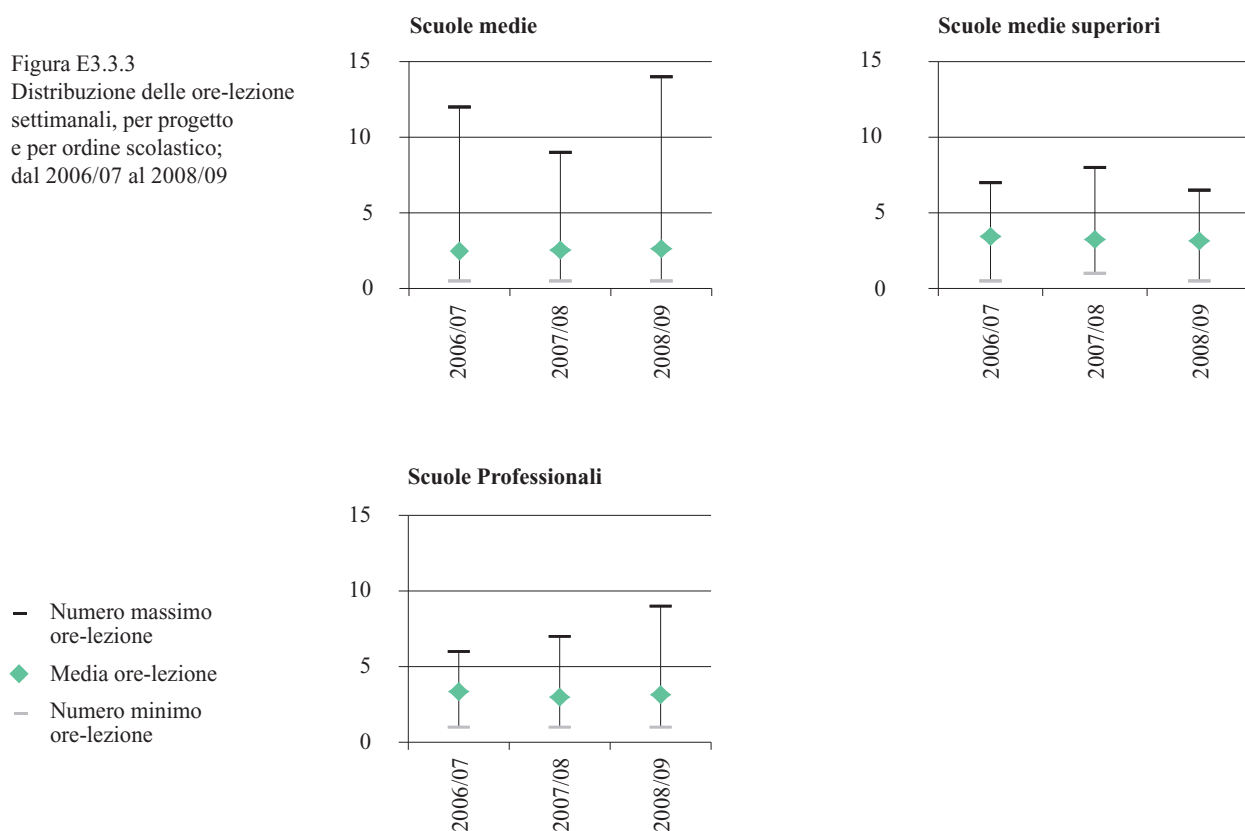 Figura E3.3.3
Distribuzione delle ore-lezione
settimanali, per progetto
e per ordine scolastico;
dal 2006/07 al 2008/09
Scuole medie
15
10
5
0
2006/07
2007/08
2008/09
Scuole medie superiori
15
10
5
0
2006/07
2007/08
2008/09
Scuole Professionali
15
10
5
0
2006/07
2007/08
2008/09
Numero massimo
ore-lezione
Media ore-lezione
Numero minimo
ore-lezione